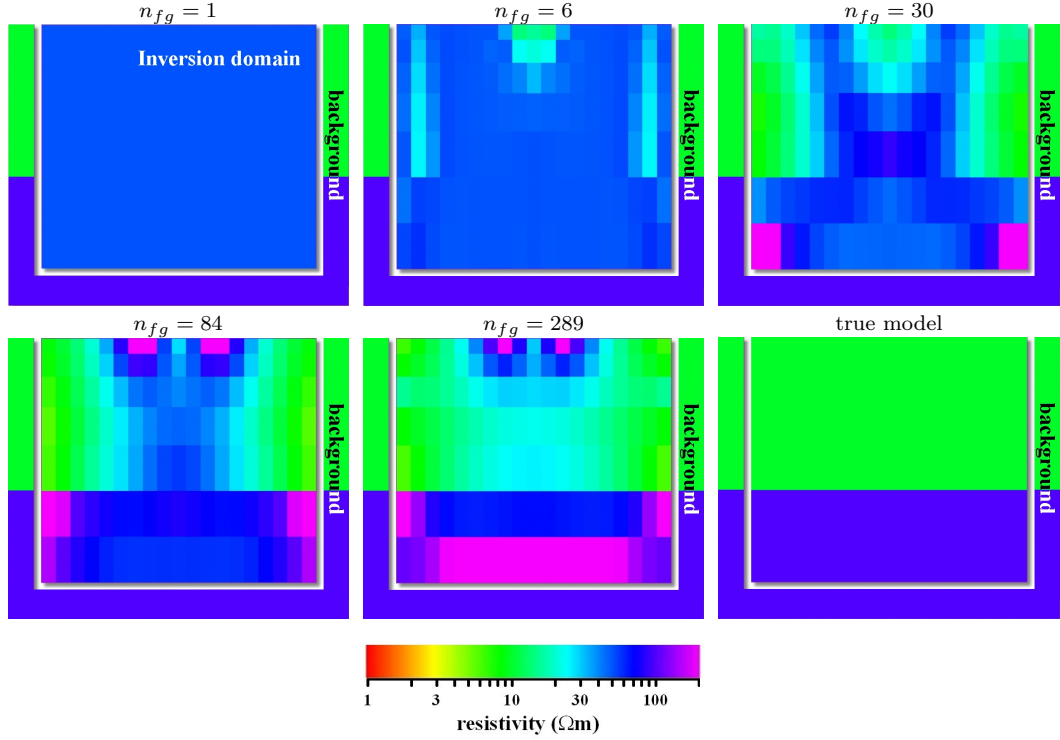 n_fg = 1
n_fg = 6
n_fg = 30
Inversion domain
background
background
background
n_fg = 84
n_fg = 289
true model
background
background
background
1 3 10 30 100
resistivity (Ωm)